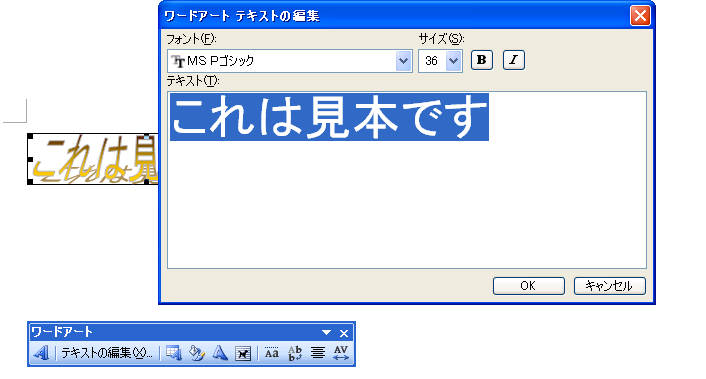 ワードアート テキストの編集
フォント(F):
サイズ(S):
MS Pゴシック
36
B
I
テキスト(T):
これは見本です
これは見
OK
キャンセル
ワードアート
テキストの編集(X)...
Aa
Ab
AV